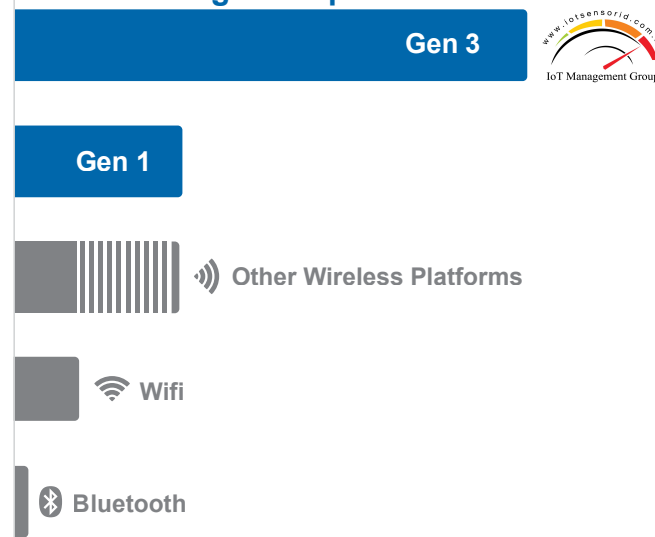 Gen 3
www.iotsensorid.com...
IoT Management Group
Gen 1
Other Wireless Platforms
Wifi
Bluetooth